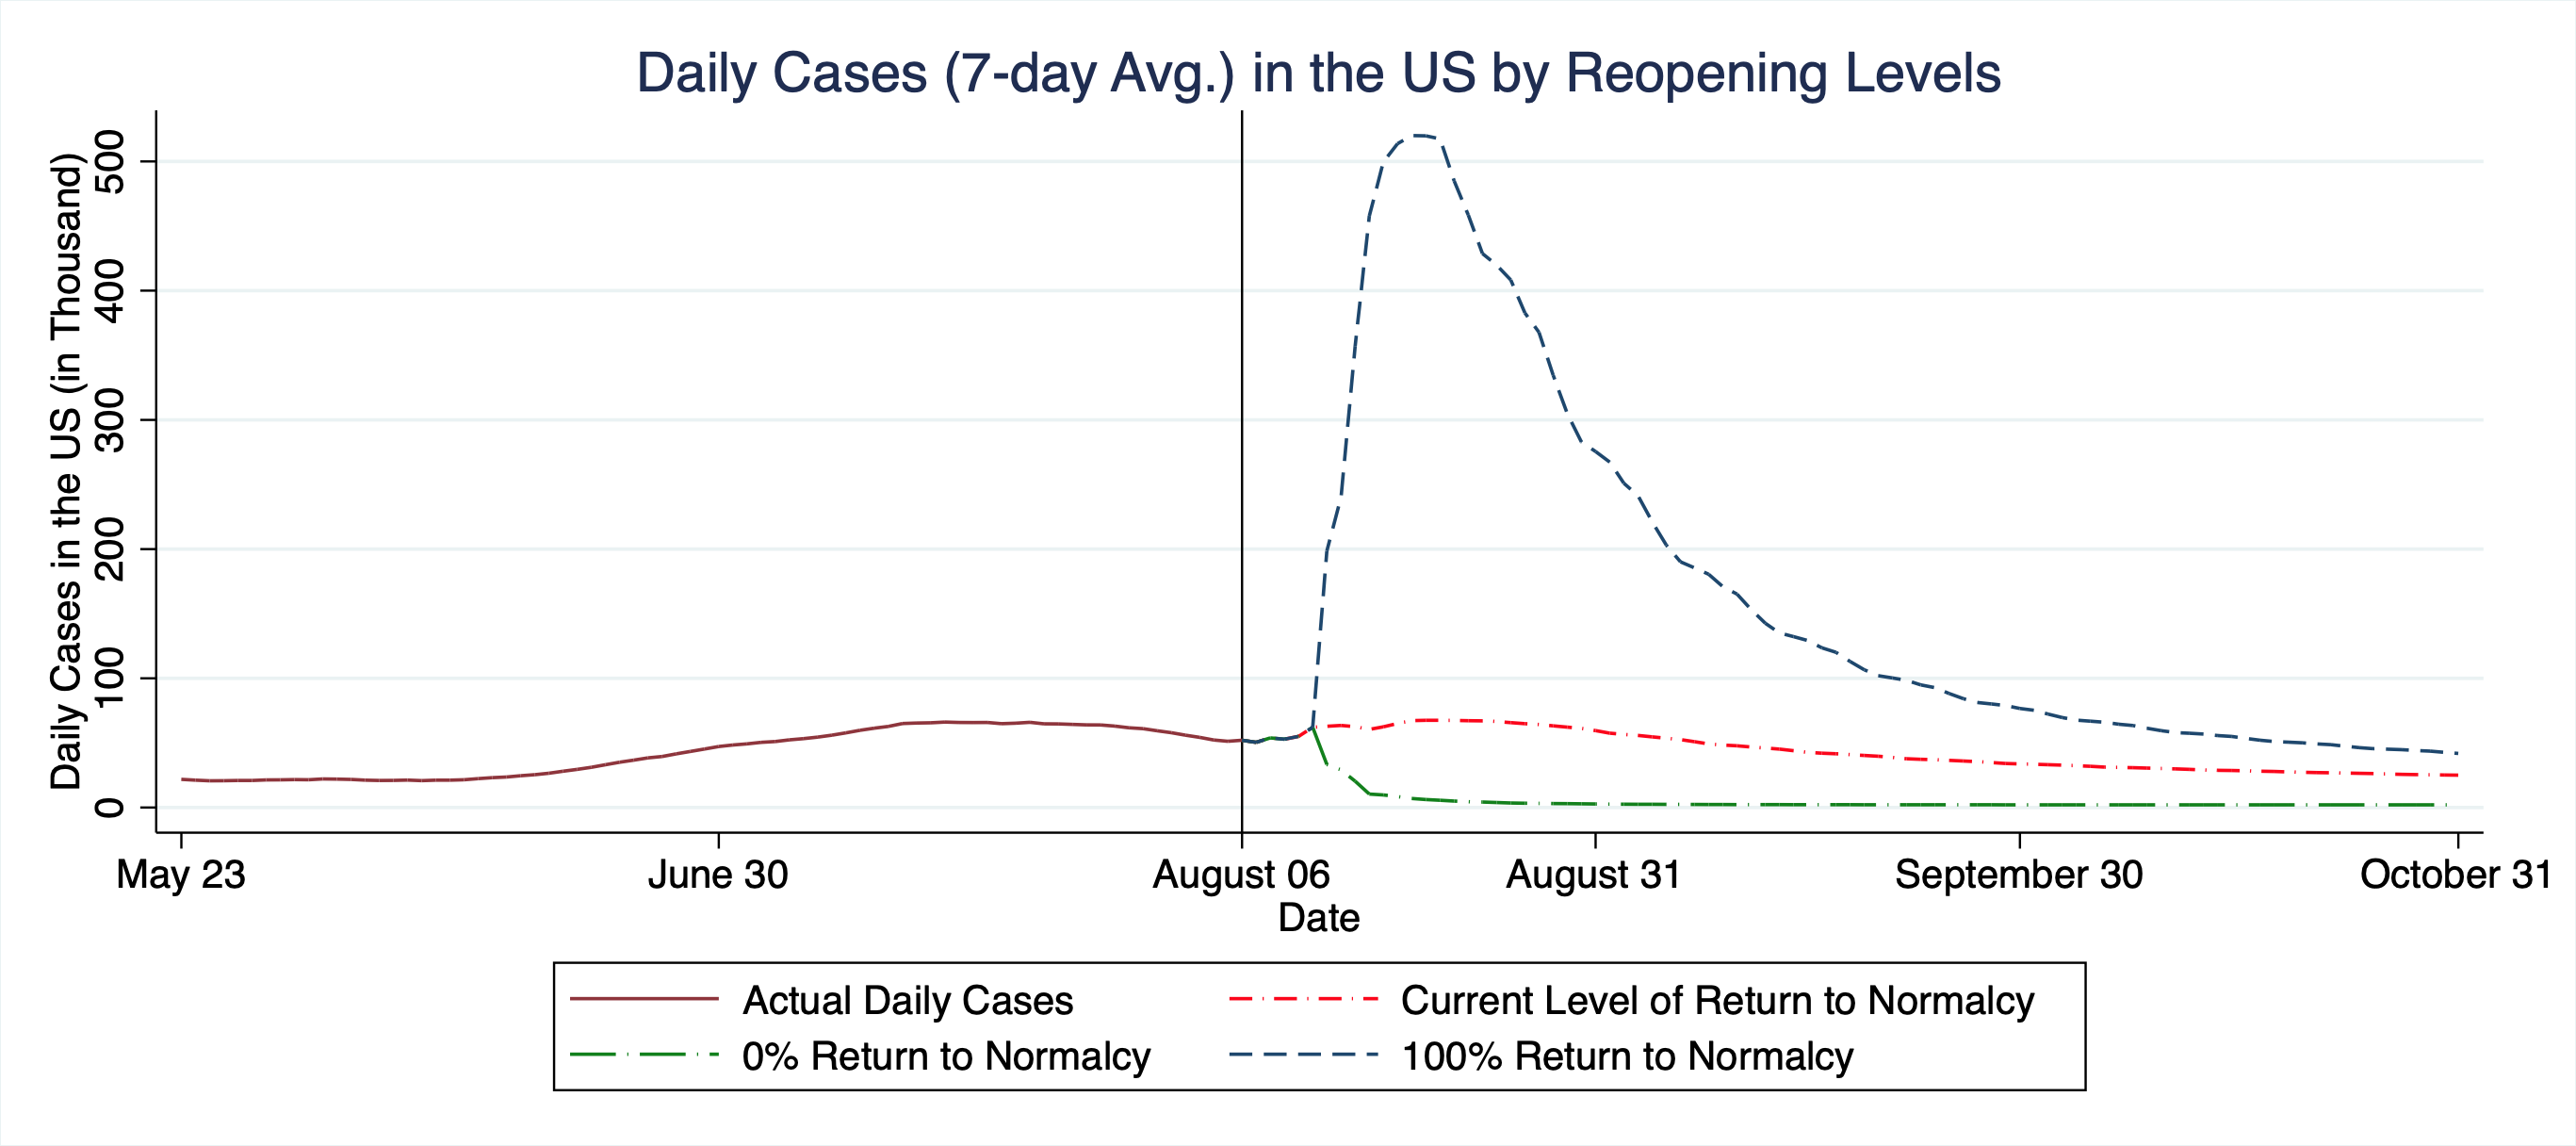 Daily Cases (7-day Avg.) in the US by Reopening Levels
Daily Cases in the US (in Thousand)
500
400
300
200
100
0
May 23
June 30
August 06
August 31
September 30
October 31
Date
Actual Daily Cases
Current Level of Return to Normalcy
0% Return to Normalcy
100% Return to Normalcy